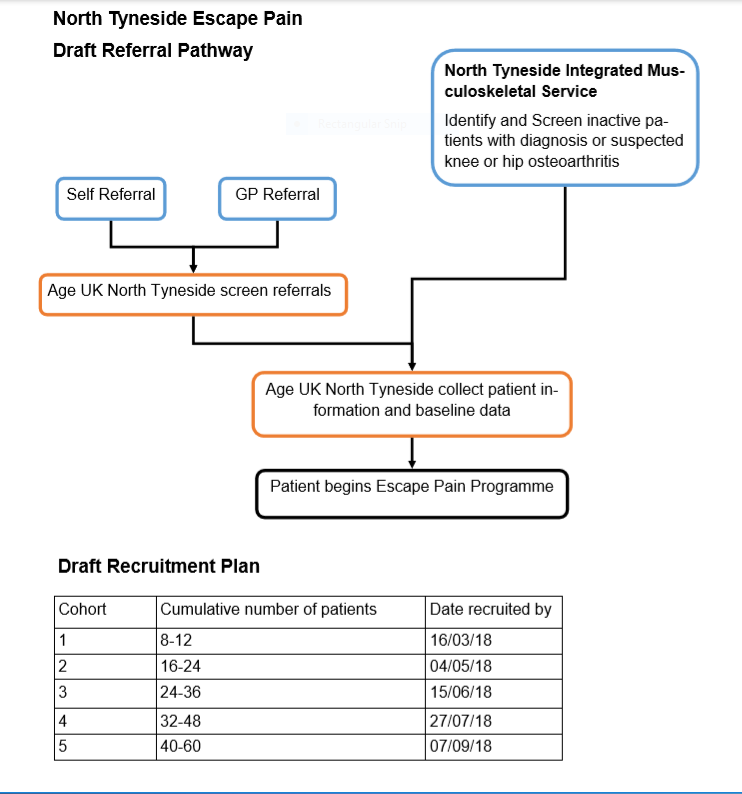 North Tyneside Escape Pain
Draft Referral Pathway
North Tyneside Integrated Mus-
culoskeletal Service
Identify and Screen inactive pa-
tients with diagnosis or suspected
knee or hip osteoarthritis
Rectangular Snip
Self Referral
GP Referral
Age UK North Tyneside screen referrals
Age UK North Tyneside collect patient in-
formation and baseline data
Patient begins Escape Pain Programme
Draft Recruitment Plan
Cohort Cumulative number of patients Date recruited by
1 8-12 16/03/18
2 16-24 04/05/18
3 24-36 15/06/18
4 32-48 27/07/18
5 40-60 07/09/18